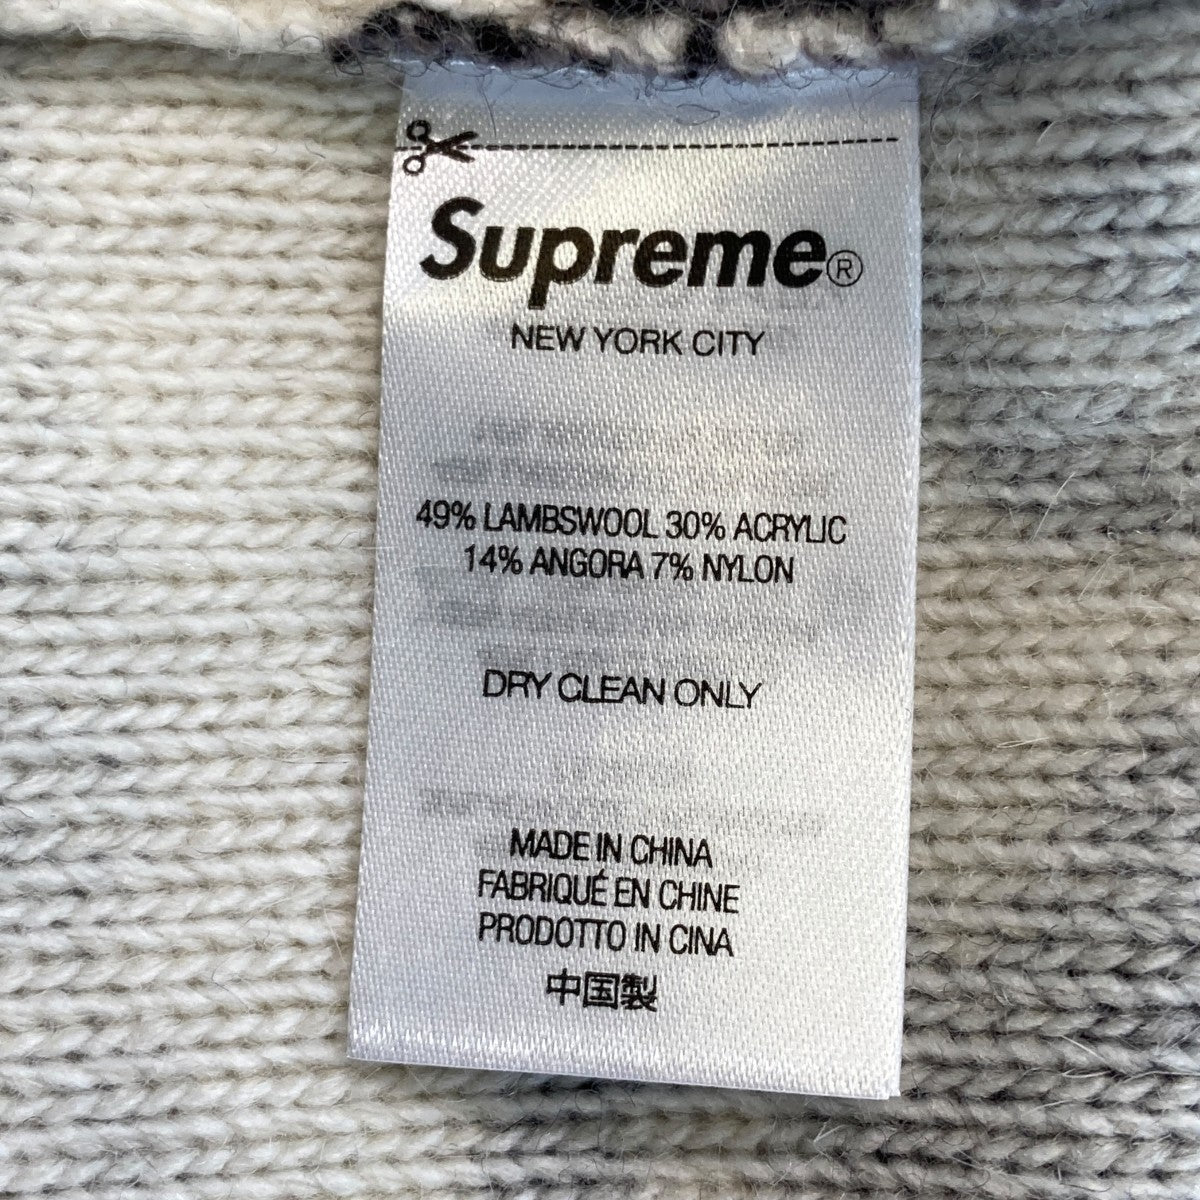 Supreme®
NEW YORK CITY
49% LAMBSWOOL 30% ACRYLIC
14% ANGORA 7% NYLON
DRY CLEAN ONLY
MADE IN CHINA
FABRIQUÉ EN CHINE
PRODOTTO IN CINA
中国製